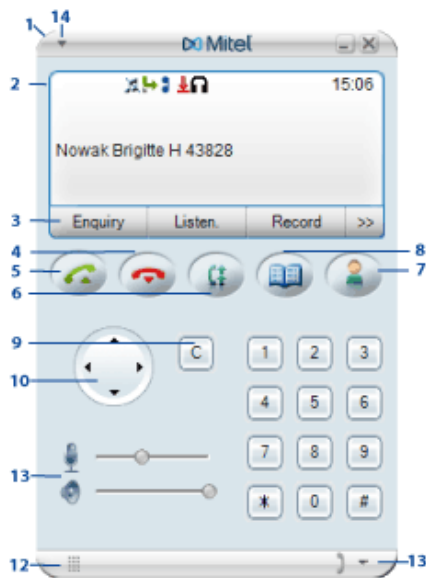 14
1
Mitel
2
15:06
Nowak Brigitte H 43828
3 Enquiry Listen. Record >>
4 8
5 7
6
9 C 1 2 3
10
4 5 6
7 8 9
13
* 0 #
12 13